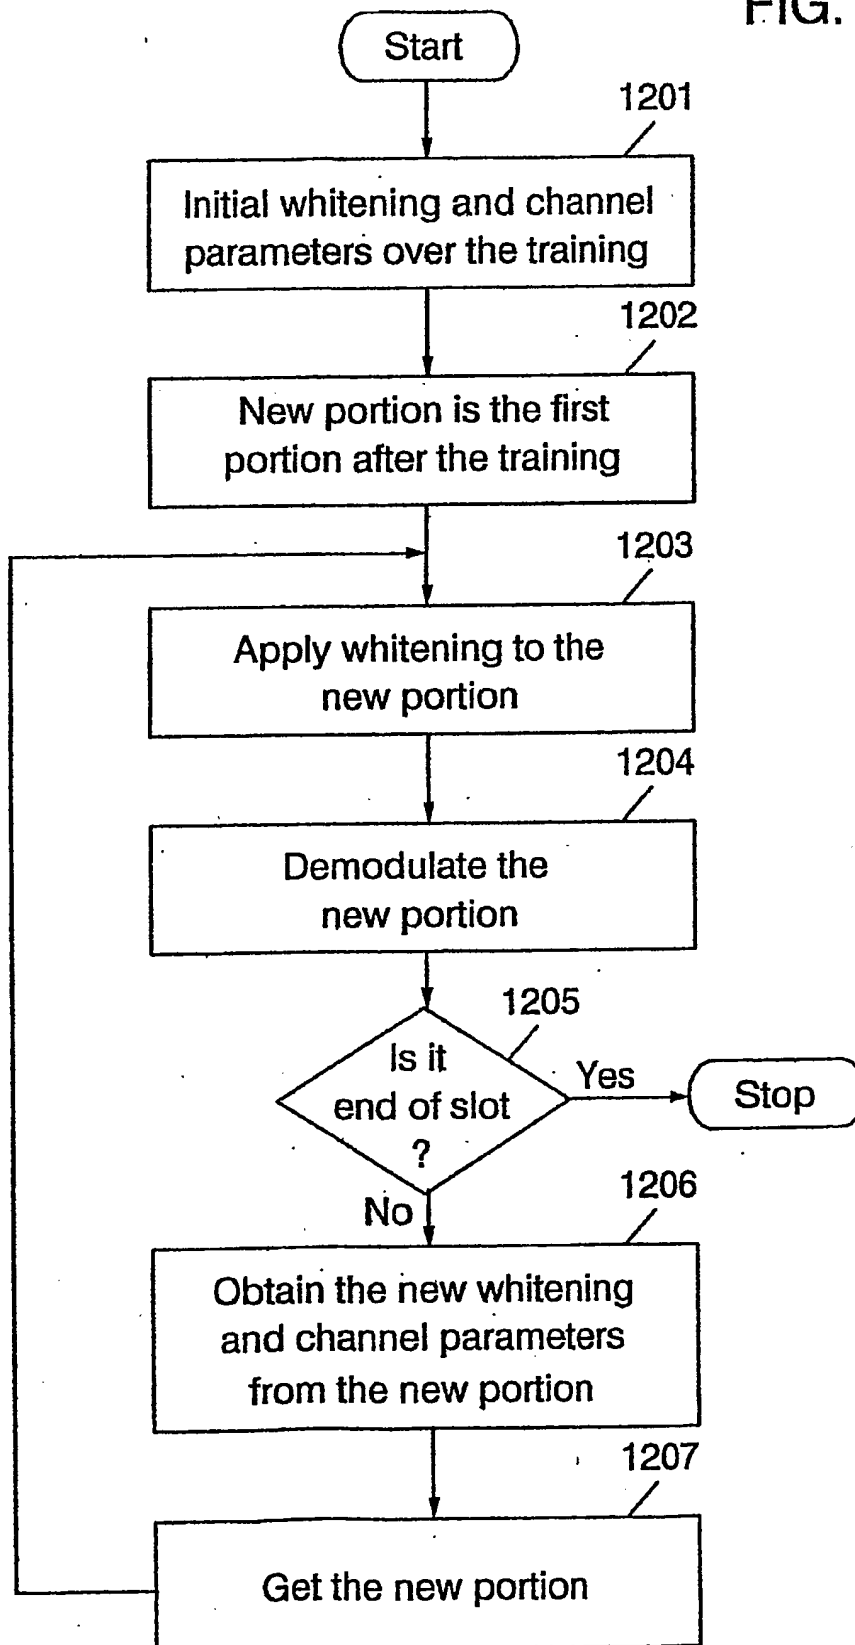 FIG.
Start
1201
Initial whitening and channel
parameters over the training
1202
New portion is the first
portion after the training
1203
Apply whitening to the
new portion
1204
Demodulate the
new portion
1205
Is it
end of slot
?
Yes
Stop
No
1206
Obtain the new whitening
and channel parameters
from the new portion
1207
Get the new portion